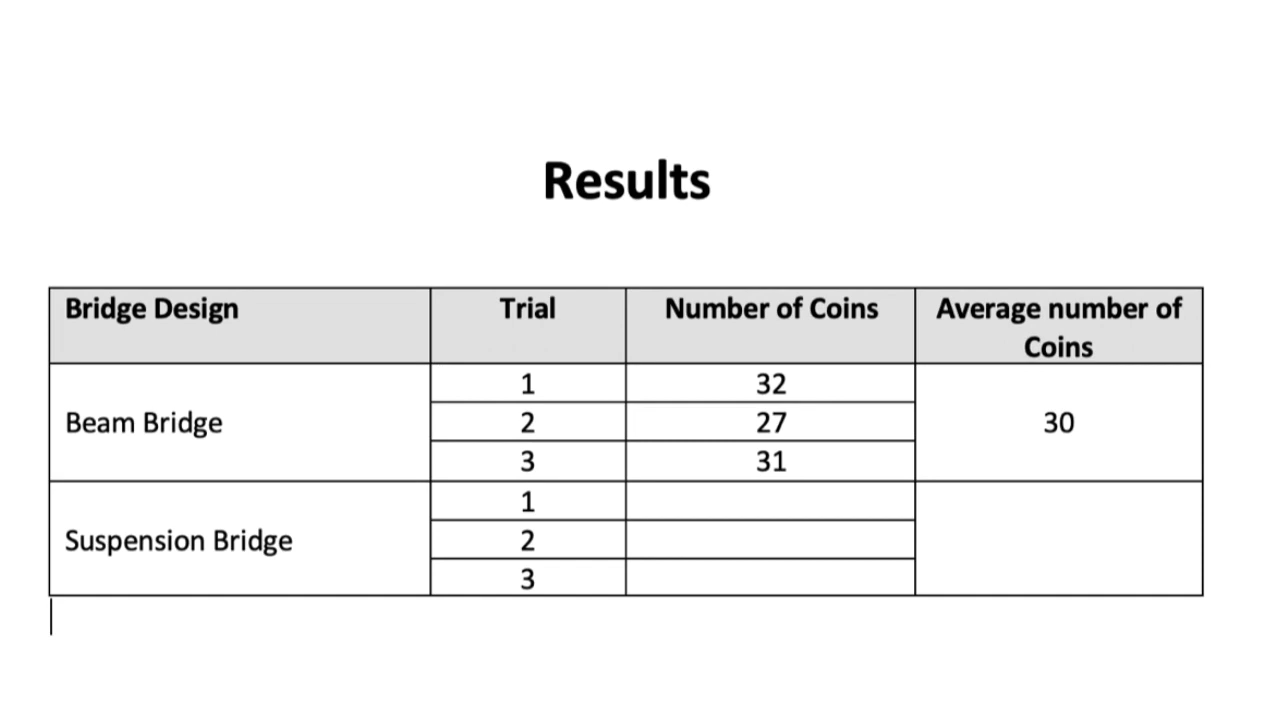 Results
Bridge Design Trial Number of Coins Average number of
Coins
1 32
Beam Bridge 2 27 30
3 31
1
Suspension Bridge 2
3